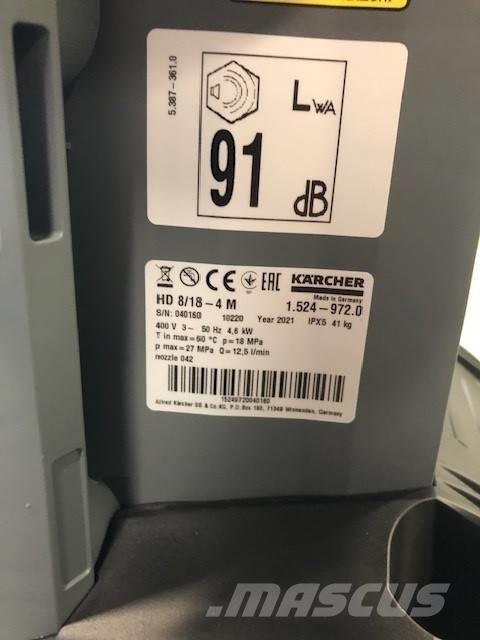 5.387-361.0
LWA
91
dB
CE EAC KÄRCHER
Made in Germany
HD 8/18-4 M 1.524-972.0
S/N: 040160 10220 Year 2021 IPX5 41 kg
400 V 3~ 50 Hz 4,6 kW
T in max=60 °C p=18 MPa
p max=27 MPa Q=12,5 l/min
nozzle 042
15249720040160
Alfred Kärcher SE & Co.KG, P.O.Box 160, 71349 Winnenden, Germany
MASCUS